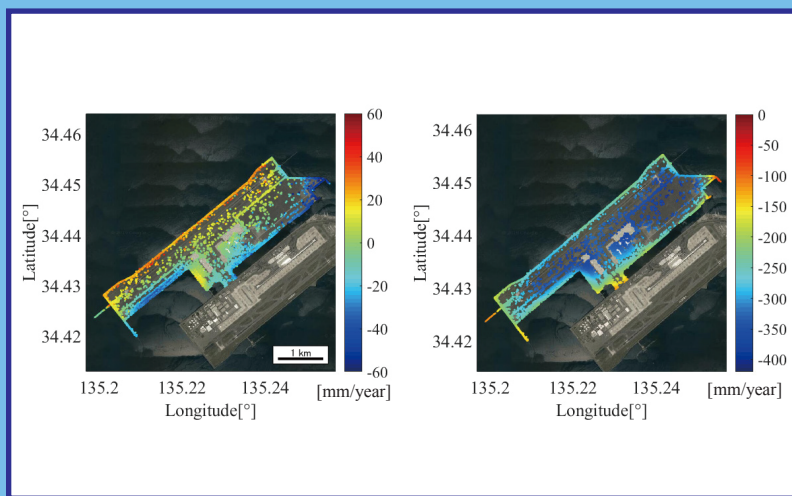 34.46
34.45
34.44
34.43
34.42
Latitude[°]
135.2 135.22 135.24
Longitude[°]
1 km
60
40
20
0
-20
-40
-60
[mm/year]
34.46
34.45
34.44
34.43
34.42
Latitude[°]
135.2 135.22 135.24
Longitude[°]
0
-50
-100
-150
-200
-250
-300
-350
-400
[mm/year]